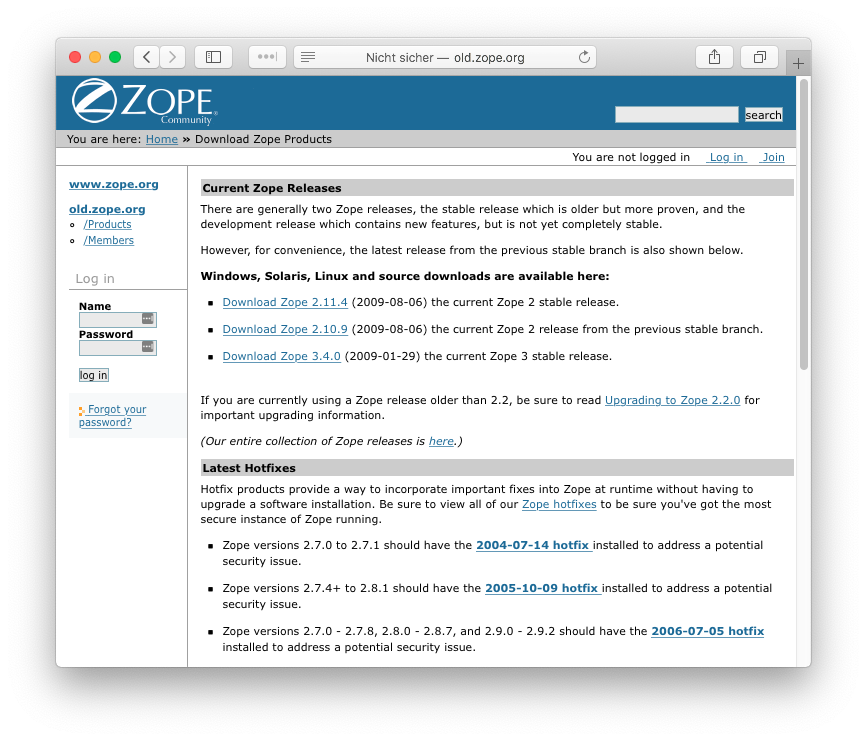 Nicht sicher — old.zope.org
ZOPE
Community
search
You are here: Home » Download Zope Products
You are not logged in Log in Join
www.zope.org
old.zope.org
/Products
/Members
Log in
Name
Password
log in
Forgot your
password?
Current Zope Releases
There are generally two Zope releases, the stable release which is older but more proven, and the
development release which contains new features, but is not yet completely stable.
However, for convenience, the latest release from the previous stable branch is also shown below.
Windows, Solaris, Linux and source downloads are available here:
Download Zope 2.11.4 (2009-08-06) the current Zope 2 stable release.
Download Zope 2.10.9 (2009-08-06) the current Zope 2 release from the previous stable branch.
Download Zope 3.4.0 (2009-01-29) the current Zope 3 stable release.
If you are currently using a Zope release older than 2.2, be sure to read Upgrading to Zope 2.2.0 for
important upgrading information.
(Our entire collection of Zope releases is here.)
Latest Hotfixes
Hotfix products provide a way to incorporate important fixes into Zope at runtime without having to
upgrade a software installation. Be sure to view all of our Zope hotfixes to be sure you've got the most
secure instance of Zope running.
Zope versions 2.7.0 to 2.7.1 should have the 2004-07-14 hotfix installed to address a potential
security issue.
Zope versions 2.7.4+ to 2.8.1 should have the 2005-10-09 hotfix installed to address a potential
security issue.
Zope versions 2.7.0 - 2.7.8, 2.8.0 - 2.8.7, and 2.9.0 - 2.9.2 should have the 2006-07-05 hotfix
installed to address a potential security issue.